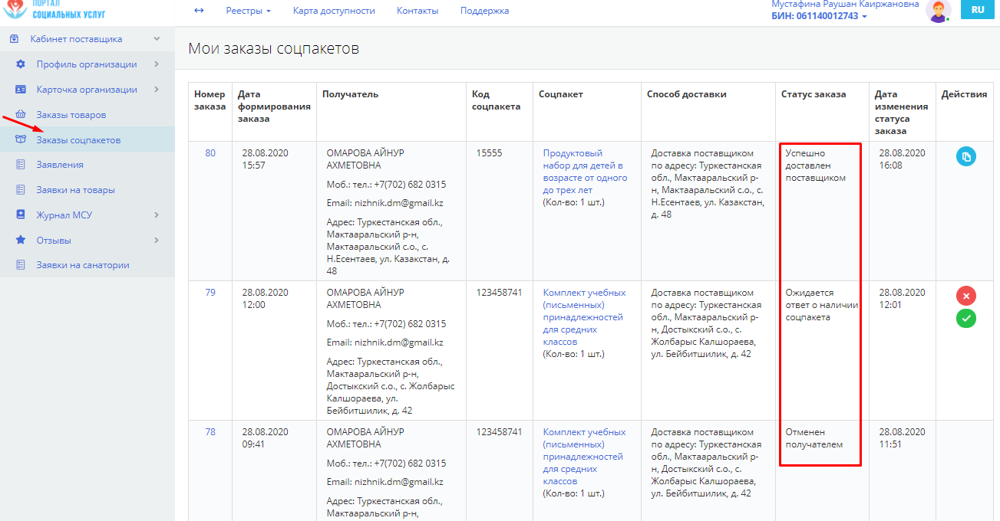 ПОРТАЛ
СОЦИАЛЬНЫХ УСЛУГ
Реестры
Карта доступности
Контакты
Поддержка
Мустафина Раушан Каиржановна
БИН: 061140012743
RU
Кабинет поставщика
Профиль организации
Карточка организации
Заказы товаров
Заказы соцпакетов
Заявления
Заявки на товары
Журнал МСУ
Отзывы
Заявки на санатории
Мои заказы соцпакетов
Номер
заказа
Дата
формирования
заказа
Получатель
Код
соцпакета
Соцпакет
Способ доставки
Статус заказа
Дата
изменения
статуса
заказа
Действия
80
28.08.2020
15:57
ОМАРОВА АЙНУР
АХМЕТОВНА
Моб.: тел.: +7(702) 682 0315
Email: nizhnik.dm@gmail.kz
Адрес: Туркестанская обл.,
Мактааральский р-н,
Мактааральский с.о., с.
Н.Есентаев, ул. Казакстан, д.
48
15555
Продуктовый
набор для детей в
возрасте от одного
до трех лет
(Кол-во: 1 шт.)
Доставка поставщиком
по адресу: Туркестанская
обл., Мактааральский р-
н, Мактааральский с.о., с.
Н.Есентаев, ул. Казакстан,
д. 48
Успешно
доставлен
поставщиком
28.08.2020
16:08
79
28.08.2020
12:00
ОМАРОВА АЙНУР
АХМЕТОВНА
Моб.: тел.: +7(702) 682 0315
Email: nizhnik.dm@gmail.kz
Адрес: Туркестанская обл.,
Мактааральский р-н,
Достыкский с.о., с. Жолбарыс
Калшораева, ул.
Бейбитшилик, д. 42
123458741
Комплект учебных
(письменных)
принадлежностей
для средних
классов
(Кол-во: 1 шт.)
Доставка поставщиком
по адресу: Туркестанская
обл., Мактааральский р-
н, Достыкский с.о., с.
Жолбарыс Калшораева,
ул. Бейбитшилик, д. 42
Ожидается
ответ о наличии
соцпакета
28.08.2020
12:01
78
28.08.2020
09:41
ОМАРОВА АЙНУР
АХМЕТОВНА
Моб.: тел.: +7(702) 682 0315
Email: nizhnik.dm@gmail.kz
Адрес: Туркестанская обл.,
Мактааральский р-н,
123458741
Комплект учебных
(письменных)
принадлежностей
для средних
классов
(Кол-во: 1 шт.)
Доставка поставщиком
по адресу: Туркестанская
обл., Мактааральский р-
н, Достыкский с.о., с.
Жолбарыс Калшораева,
ул. Бейбитшилик, д. 42
Отменен
получателем
28.08.2020
11:51